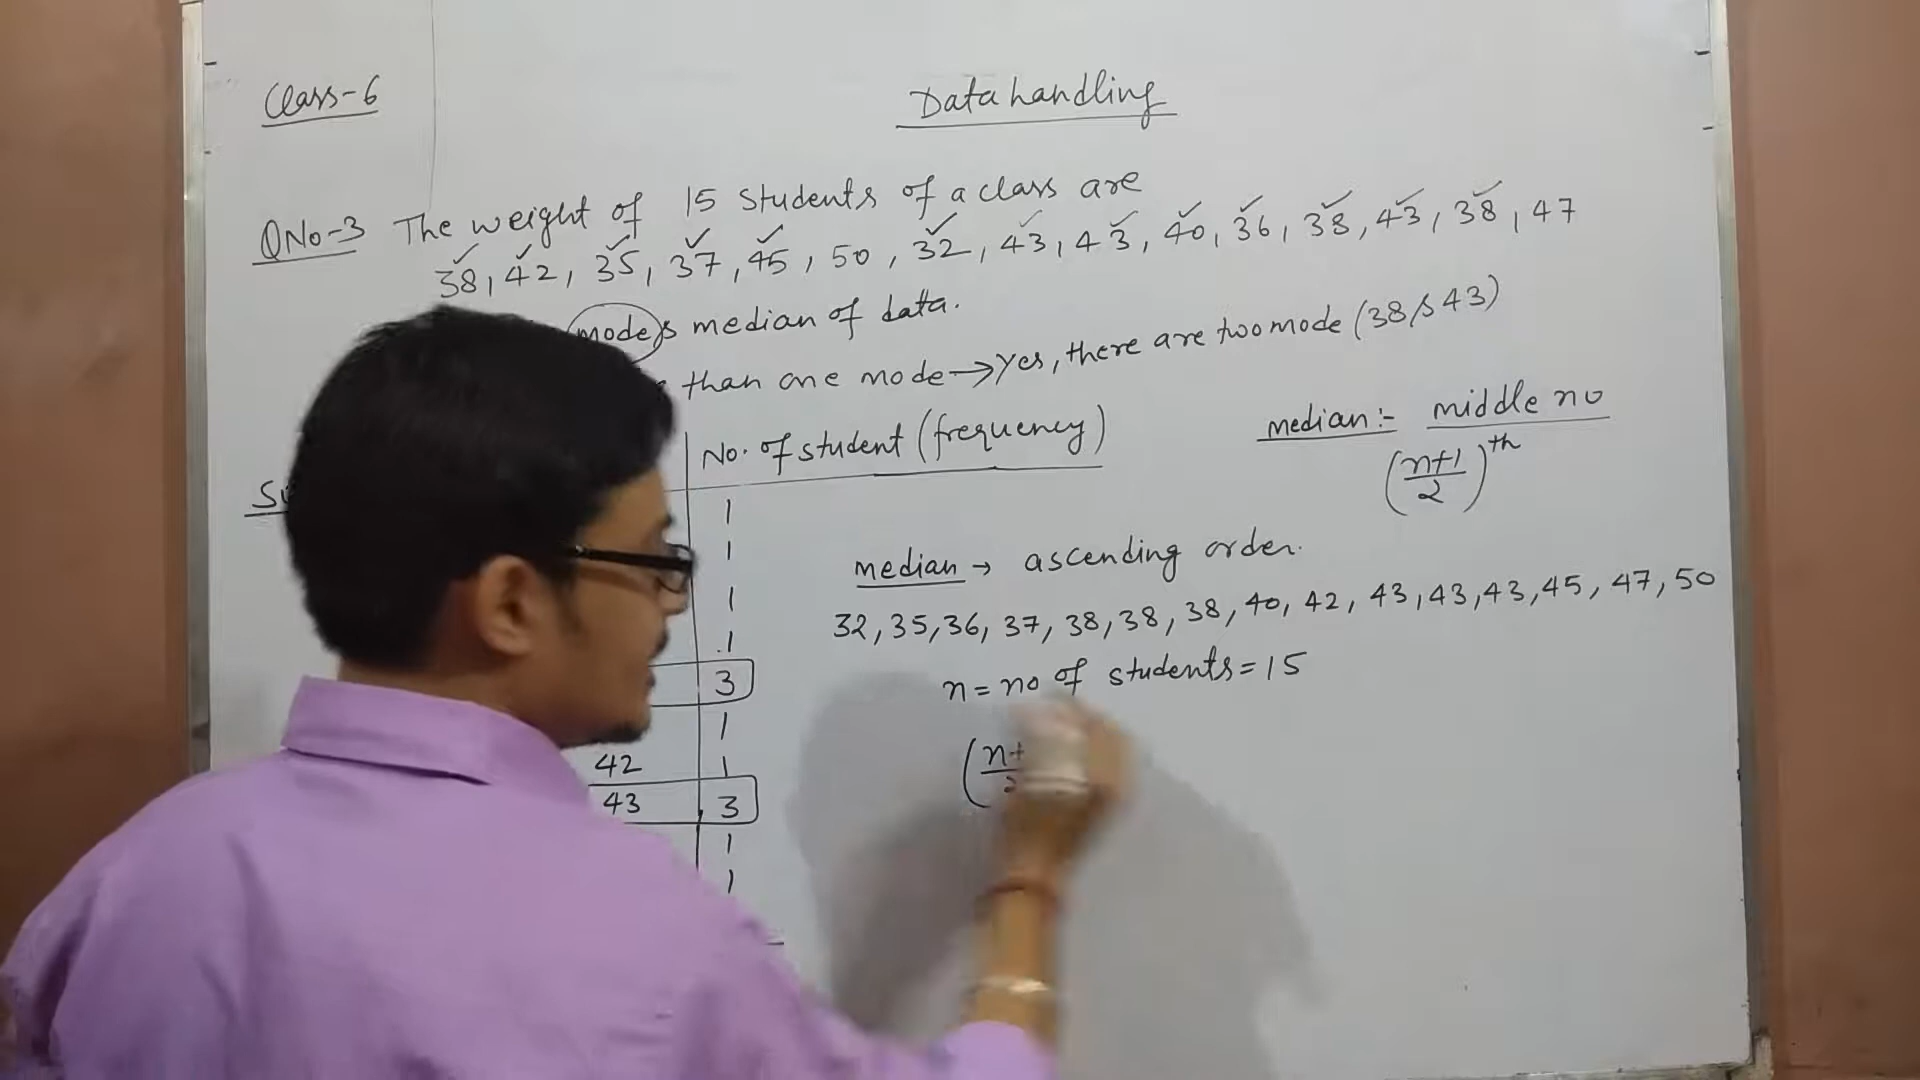 Class-6
Data handling
QNo-3 The weight of 15 students of a class are
38, 42, 35, 37, 45, 50, 32, 43, 43, 40, 36, 38, 43, 38, 47
mode & median of data.
than one mode → Yes, there are two mode (38 & 43)
No. of student (frequency)
median :- middle no
(n+1/2)th
1
1
1
1
3
1
42 1
43 3
1
1
median → ascending order.
32, 35, 36, 37, 38, 38, 38, 40, 42, 43, 43, 43, 45, 47, 50
n = no of students = 15
(n+